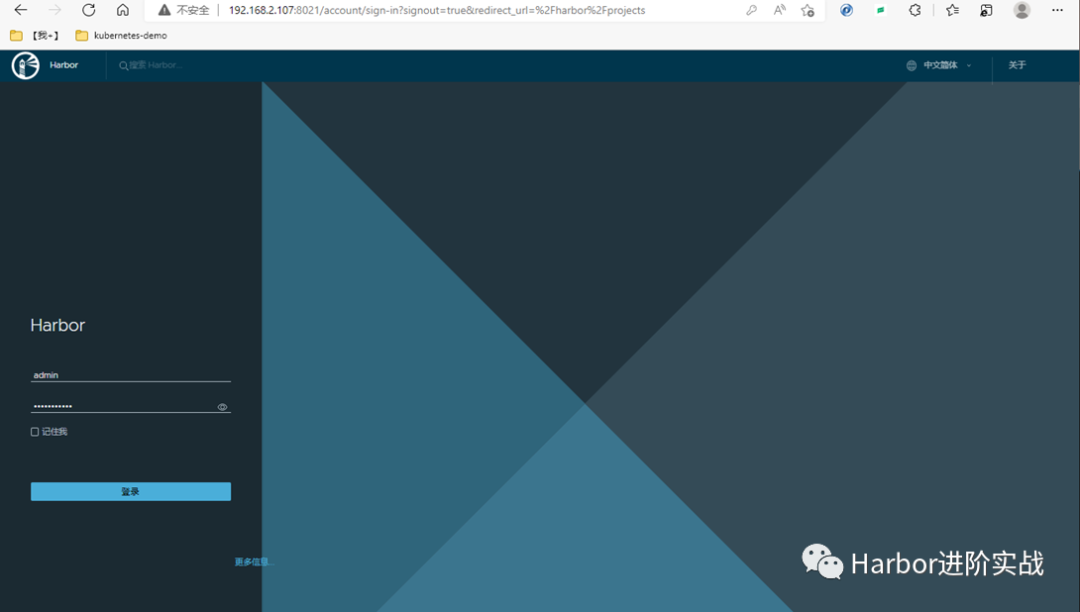 不安全 192.168.2.107:8021/account/sign-in?signout=true&redirect_url=%2Fharbor%2Fprojects
【我+】 kubernetes-demo
Harbor 搜索 Harbor... 中文简体 关于
Harbor
admin
•••••••••••
记住我
登录
更多信息...
Harbor进阶实战